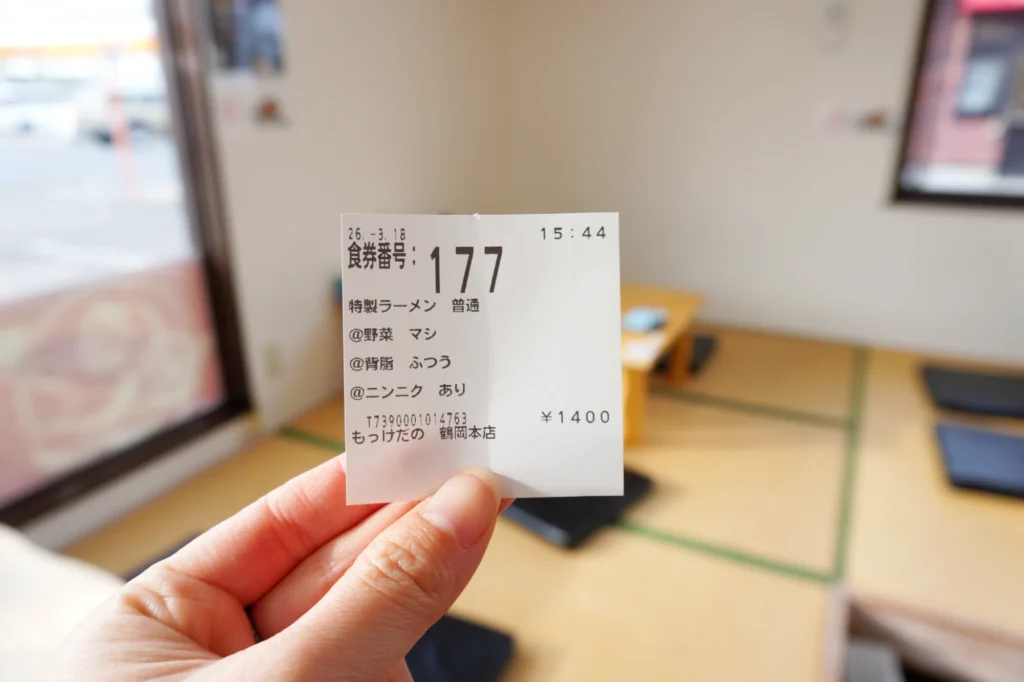 26.-3.18 15:44
食券番号: 177
特製ラーメン 普通
@野菜 マシ
@背脂 ふつう
@ニンニク あり
T7390001014763 ¥1400
もっけだの 鶴岡本店